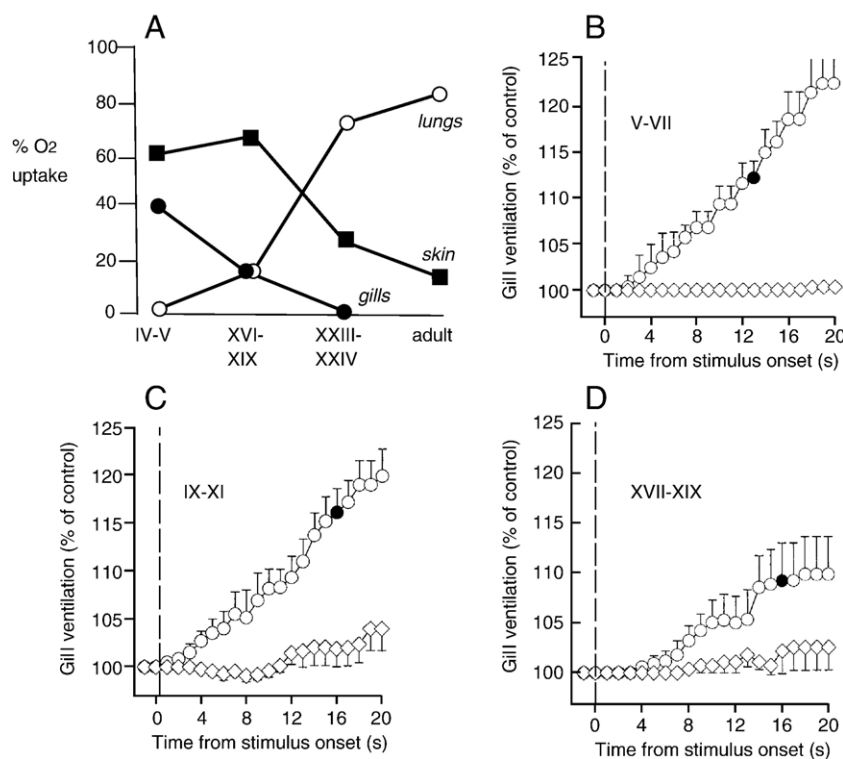 A
100
80
60
40
20
0
% O2
uptake
lungs
skin
gills
IV-V
XVI-
XIX
XXIII-
XXIV
adult
B
125
120
115
110
105
100
Gill ventilation (% of control)
V-VII
0
4
8
12
16
20
Time from stimulus onset (s)
C
125
120
115
110
105
100
Gill ventilation (% of control)
IX-XI
0
4
8
12
16
20
Time from stimulus onset (s)
D
125
120
115
110
105
100
Gill ventilation (% of control)
XVII-XIX
0
4
8
12
16
20
Time from stimulus onset (s)